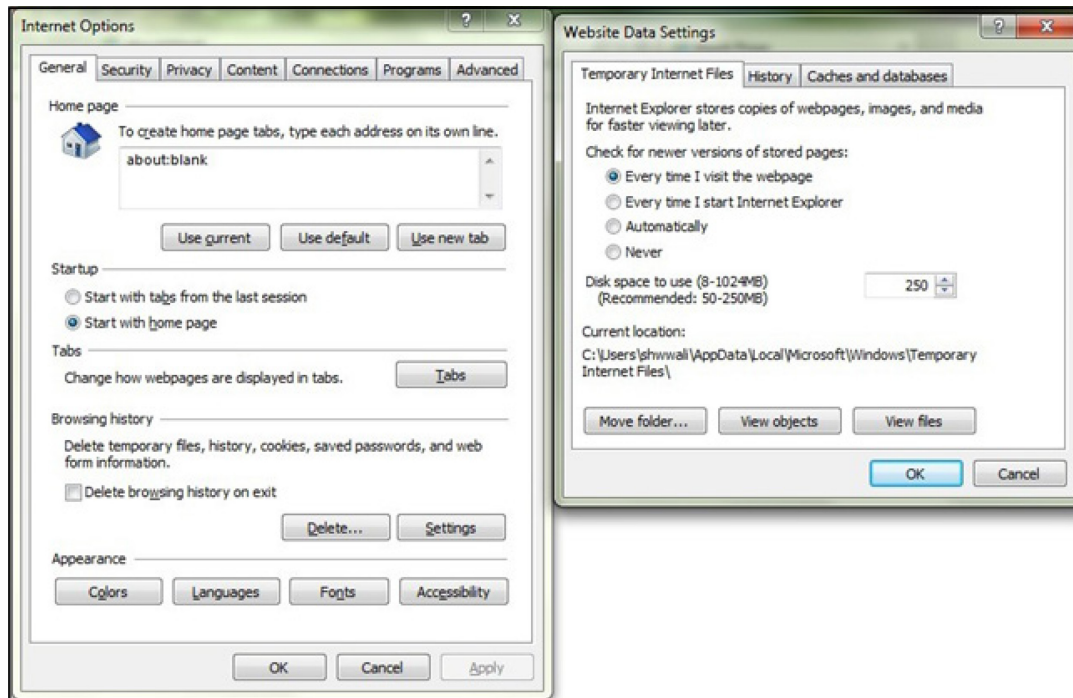 Internet Options
General Security Privacy Content Connections Programs Advanced
Home page
To create home page tabs, type each address on its own line.
about:blank
Use current Use default Use new tab
Startup
Start with tabs from the last session
Start with home page
Tabs
Change how webpages are displayed in tabs. Tabs
Browsing history
Delete temporary files, history, cookies, saved passwords, and web
form information.
Delete browsing history on exit
Delete... Settings
Appearance
Colors Languages Fonts Accessibility
OK Cancel Apply
Website Data Settings
Temporary Internet Files History Caches and databases
Internet Explorer stores copies of webpages, images, and media
for faster viewing later.
Check for newer versions of stored pages:
Every time I visit the webpage
Every time I start Internet Explorer
Automatically
Never
Disk space to use (8-1024MB) 250
(Recommended: 50-250MB)
Current location:
C:\Users\shwwali\AppData\Local\Microsoft\Windows\Temporary
Internet Files\
Move folder... View objects View files
OK Cancel